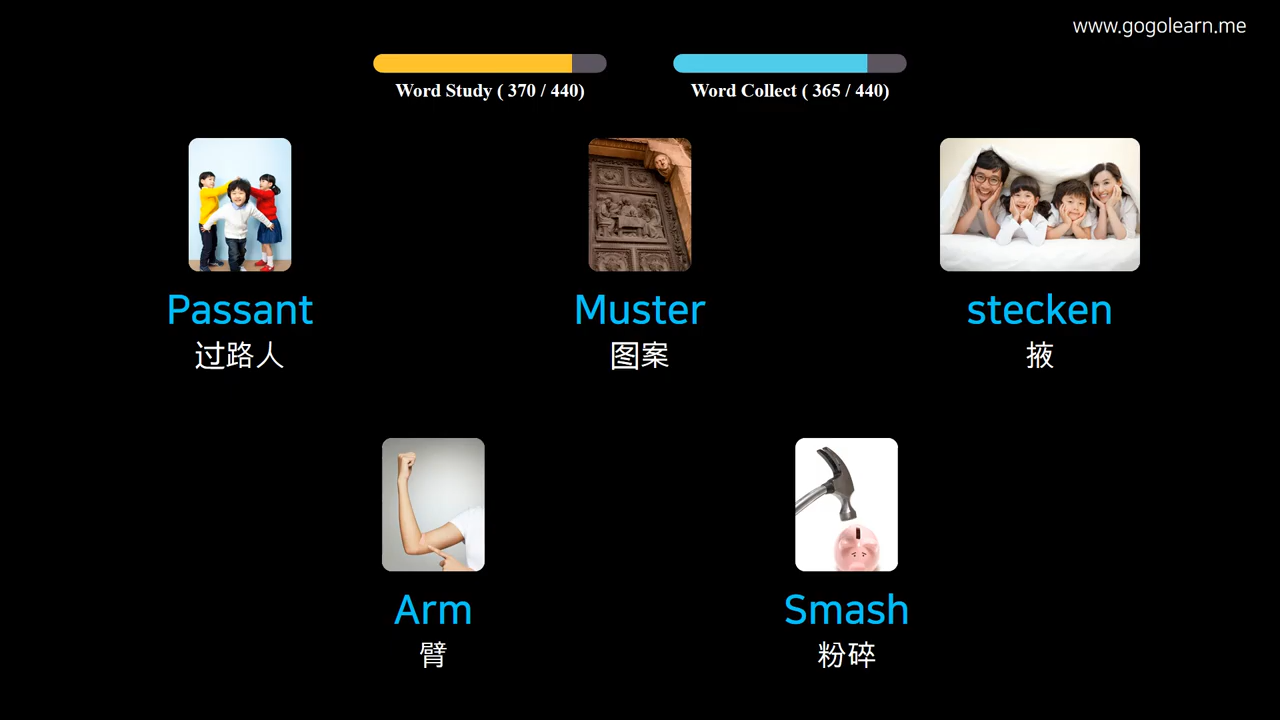 www.gogolearn.me
Word Study ( 370 / 440)
Word Collect ( 365 / 440)
Passant
过路人
Muster
图案
stecken
掖
Arm
臂
Smash
粉碎